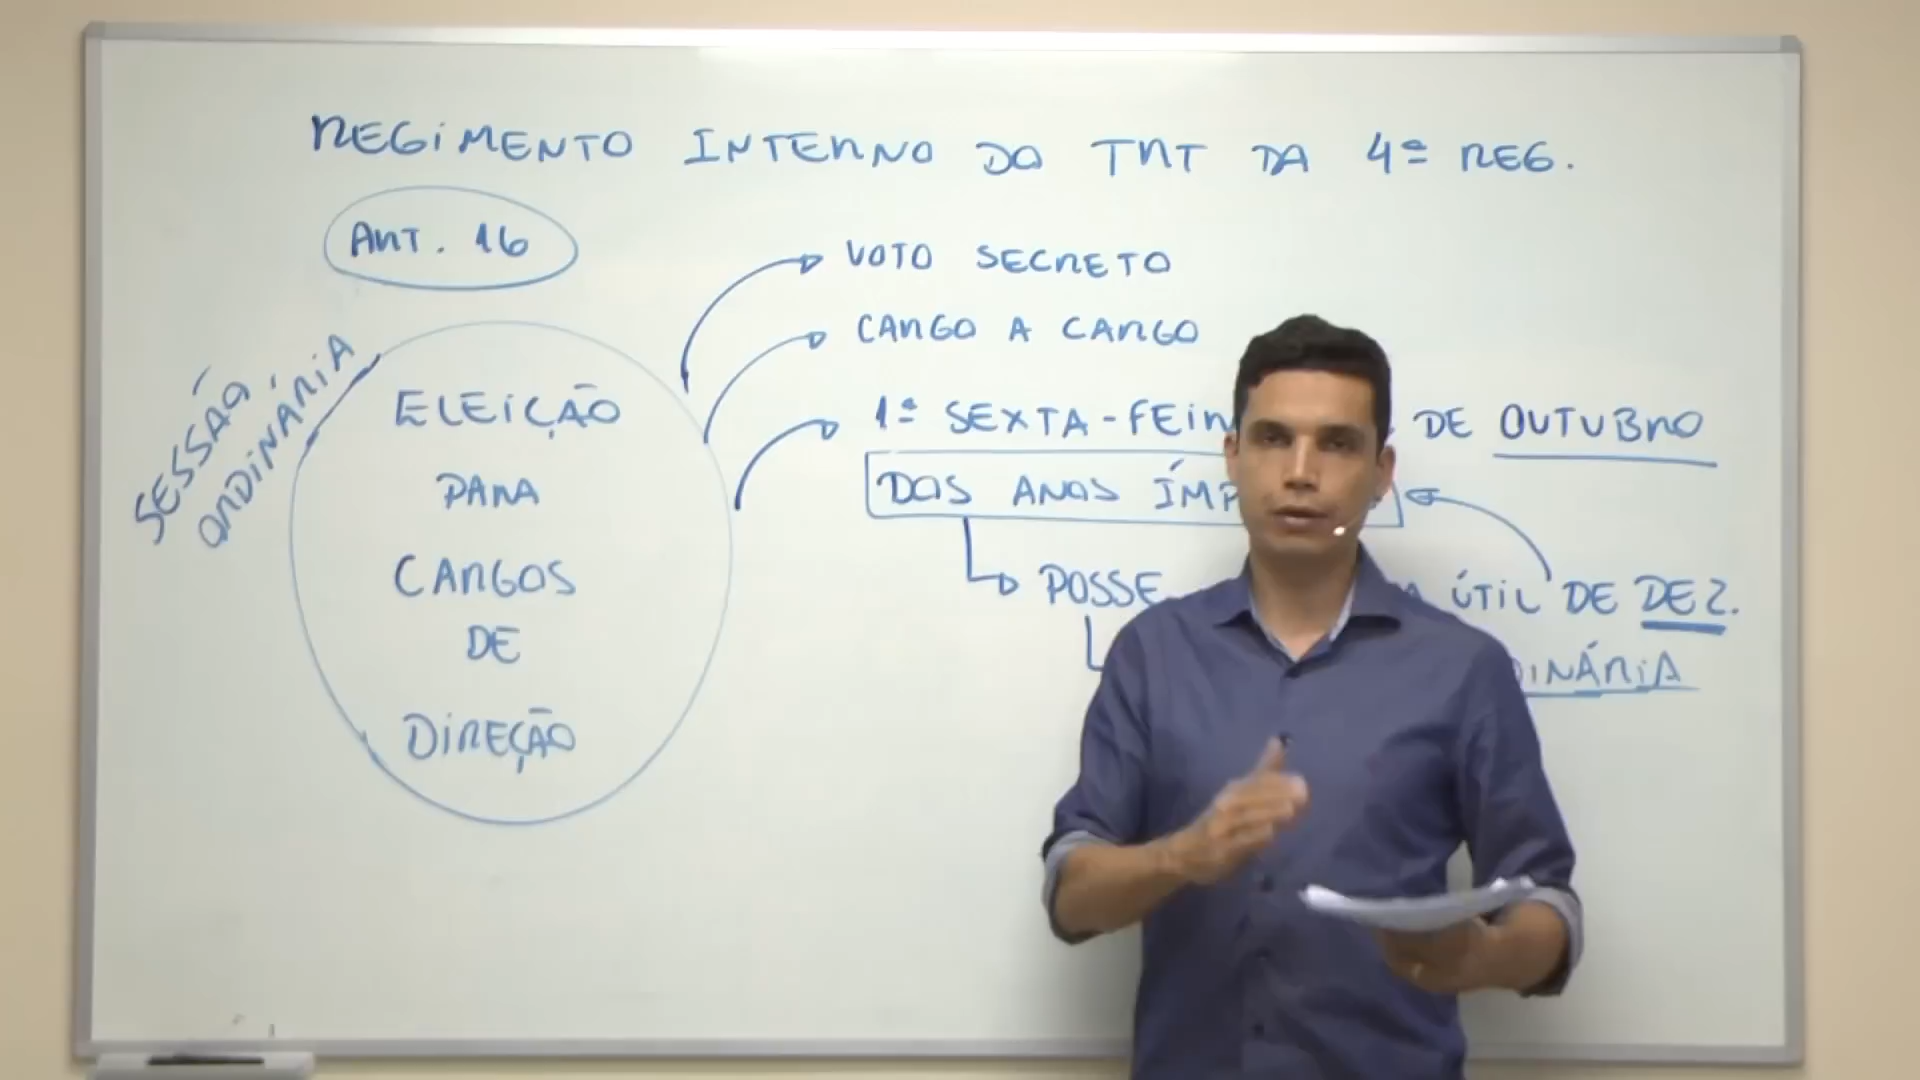 REGIMENTO INTERNO DO TRT DA 4ª REG.
ART. 16
SESSÃO
ORDINÁRIA
ELEIÇÃO
PARA
CARGOS
DE
DIREÇÃO
VOTO SECRETO
CARGO A CARGO
1ª SEXTA-FEIR DE OUTUBRO
DOS ANOS ÍMP
POSSE ÚTIL DE DEZ.
DINÁRIA